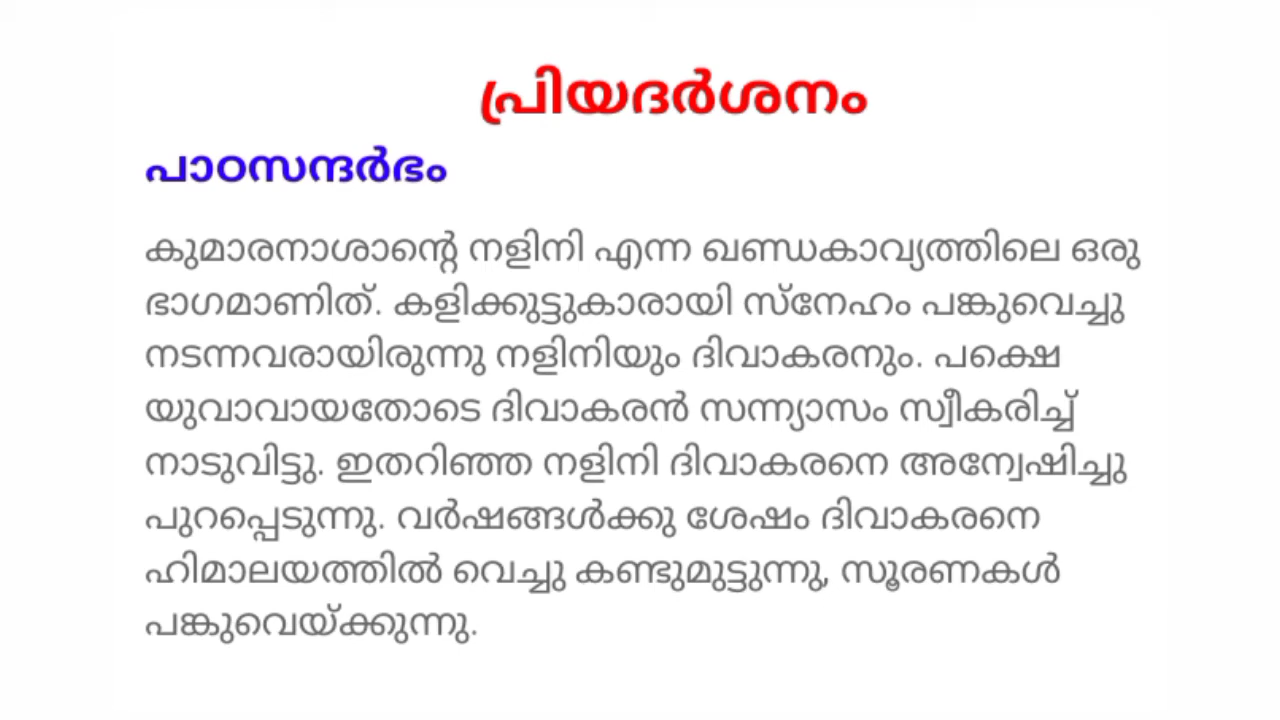 പ്രിയദർശനം
പാഠസന്ദർഭം
കുമാരനാശാന്റെ നളിനി എന്ന ഖണ്ഡകാവ്യത്തിലെ ഒരു
ഭാഗമാണിത്. കളിക്കുട്ടുകാരായി സ്നേഹം പങ്കുവെച്ചു
നടന്നവരായിരുന്നു നളിനിയും ദിവാകരനും. പക്ഷെ
യുവാവായതോടെ ദിവാകരൻ സന്ന്യാസം സ്വീകരിച്ച്
നാടുവിട്ടു. ഇതറിഞ്ഞ നളിനി ദിവാകരനെ അന്വേഷിച്ചു
പുറപ്പെടുന്നു. വർഷങ്ങൾക്കു ശേഷം ദിവാകരനെ
ഹിമാലയത്തിൽ വെച്ചു കണ്ടുമുട്ടുന്നു, സൂരണകൾ
പങ്കുവെയ്ക്കുന്നു.